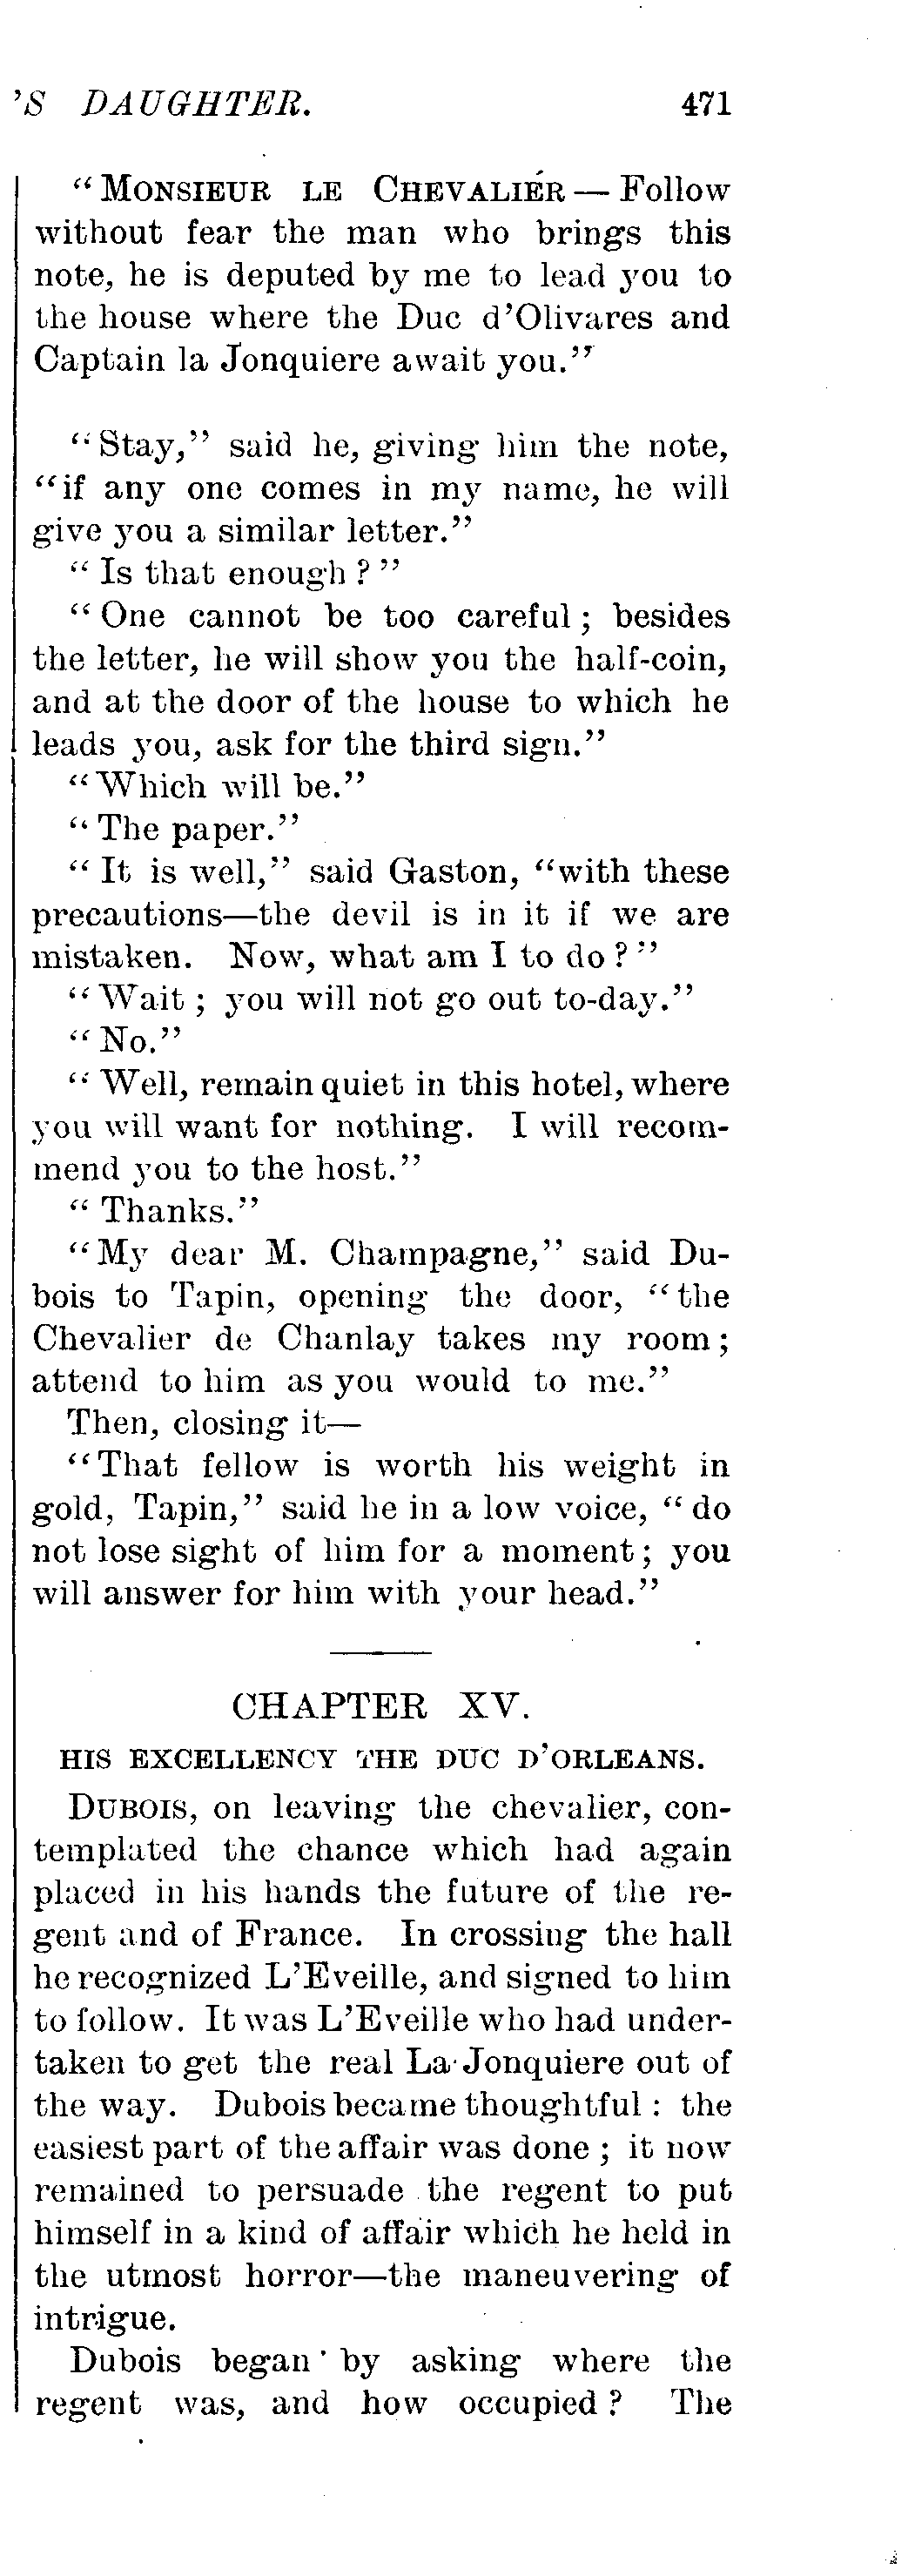 'S DAUGHTER. 471
"MONSIEUR LE CHEVALIER — Follow
without fear the man who brings this
note, he is deputed by me to lead you to
the house where the Duc d'Olivares and
Captain la Jonquiere await you."
"Stay," said he, giving him the note,
"if any one comes in my name, he will
give you a similar letter."
"Is that enough?"
"One cannot be too careful; besides
the letter, he will show you the half-coin,
and at the door of the house to which he
leads you, ask for the third sign."
"Which will be."
"The paper."
"It is well," said Gaston, "with these
precautions—the devil is in it if we are
mistaken. Now, what am I to do?"
"Wait; you will not go out to-day."
"No."
"Well, remain quiet in this hotel, where
you will want for nothing. I will recom-
mend you to the host."
"Thanks."
"My dear M. Champagne," said Du-
bois to Tapin, opening the door, "the
Chevalier de Chanlay takes my room;
attend to him as you would to me."
Then, closing it—
"That fellow is worth his weight in
gold, Tapin," said he in a low voice, "do
not lose sight of him for a moment; you
will answer for him with your head."
CHAPTER XV.
HIS EXCELLENCY THE DUC D'ORLEANS.
DUBOIS, on leaving the chevalier, con-
templated the chance which had again
placed in his hands the future of the re-
gent and of France. In crossing the hall
he recognized L'Eveille, and signed to him
to follow. It was L'Eveille who had under-
taken to get the real La Jonquiere out of
the way. Dubois became thoughtful: the
easiest part of the affair was done; it now
remained to persuade the regent to put
himself in a kind of affair which he held in
the utmost horror—the maneuvering of
intrigue.
Dubois began by asking where the
regent was, and how occupied? The